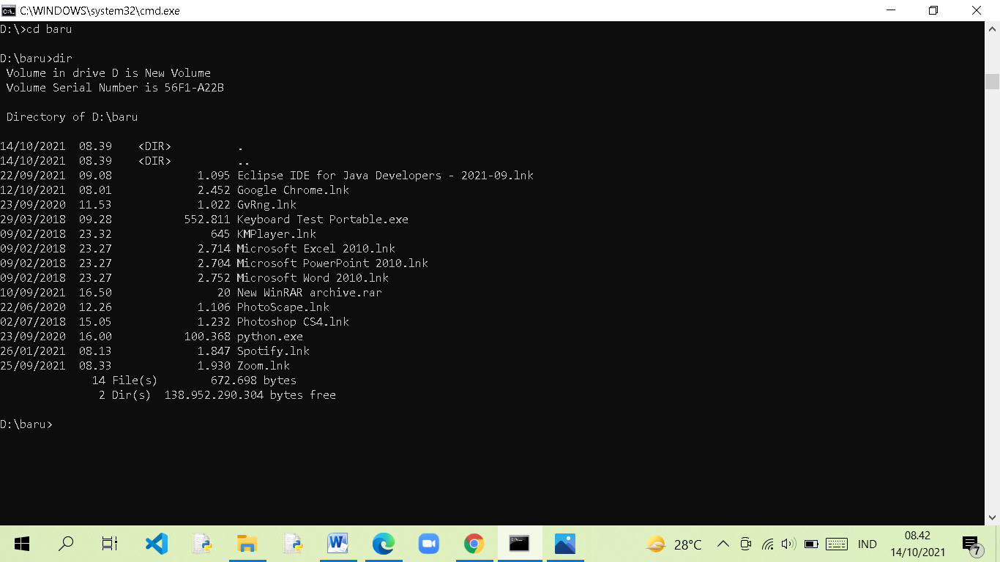 C:\WINDOWS\system32\cmd.exe
D:\>cd baru
D:\baru>dir
 Volume in drive D is New Volume
 Volume Serial Number is 56F1-A22B
 Directory of D:\baru
14/10/2021  08.39    <DIR>          .
14/10/2021  08.39    <DIR>          ..
22/09/2021  09.08             1.095 Eclipse IDE for Java Developers - 2021-09.lnk
12/10/2021  08.01             2.452 Google Chrome.lnk
23/09/2020  11.53             1.022 GvRng.lnk
29/03/2018  09.28           552.811 Keyboard Test Portable.exe
09/02/2018  23.32               645 KMPlayer.lnk
09/02/2018  23.27             2.714 Microsoft Excel 2010.lnk
09/02/2018  23.27             2.704 Microsoft PowerPoint 2010.lnk
09/02/2018  23.27             2.752 Microsoft Word 2010.lnk
10/09/2021  16.50                20 New WinRAR archive.rar
22/06/2020  12.26             1.106 PhotoScape.lnk
02/07/2018  15.05             1.232 Photoshop CS4.lnk
23/09/2020  16.00           100.368 python.exe
26/01/2021  08.13             1.847 Spotify.lnk
25/09/2021  08.33             1.930 Zoom.lnk
              14 File(s)        672.698 bytes
               2 Dir(s)  138.952.290.304 bytes free
D:\baru>
28°C
IND
08.42
14/10/2021
7